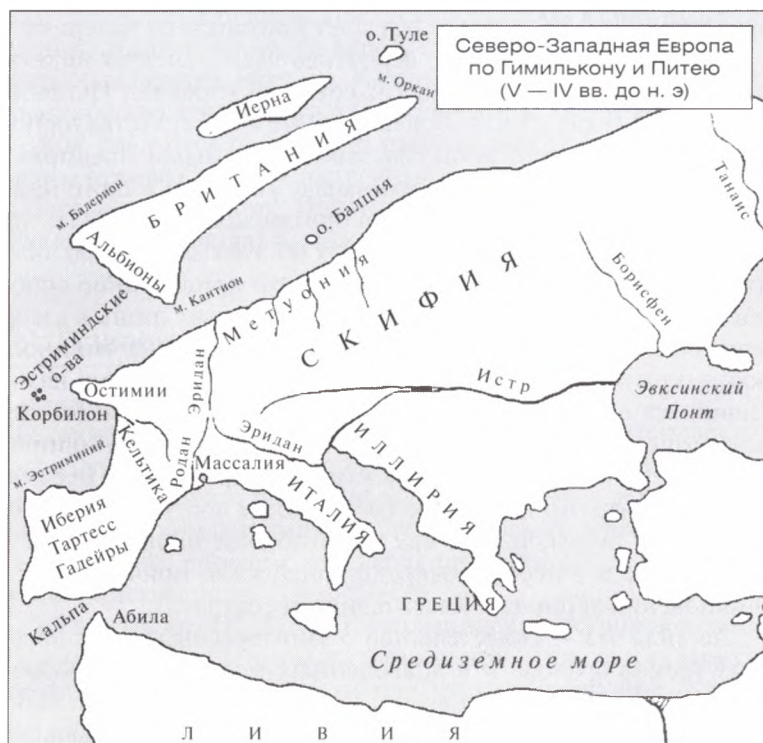 о. Туле
Северо-Западная Европа
по Гимилькону и Питею
(V — IV вв. до н. э)
м. Оркан
Иерна
БРИТАНИЯ
м. Балерион
Альбионы
м. Кантион
о. Балция
Танаис
Борисфен
Метуония
СКИФИЯ
Эстриминдские
о-ва
Остимии
Корбилон
Эридан
Истр
Эвксинский
Понт
м. Эстриминий
Кельтика
Родан
Эридан
Массалия
ИЛЛИРИЯ
ИТАЛИЯ
Иберия
Тартесс
Гадейры
ГРЕЦИЯ
Кальпа
Абила
Средиземное море
ЛИВИЯ